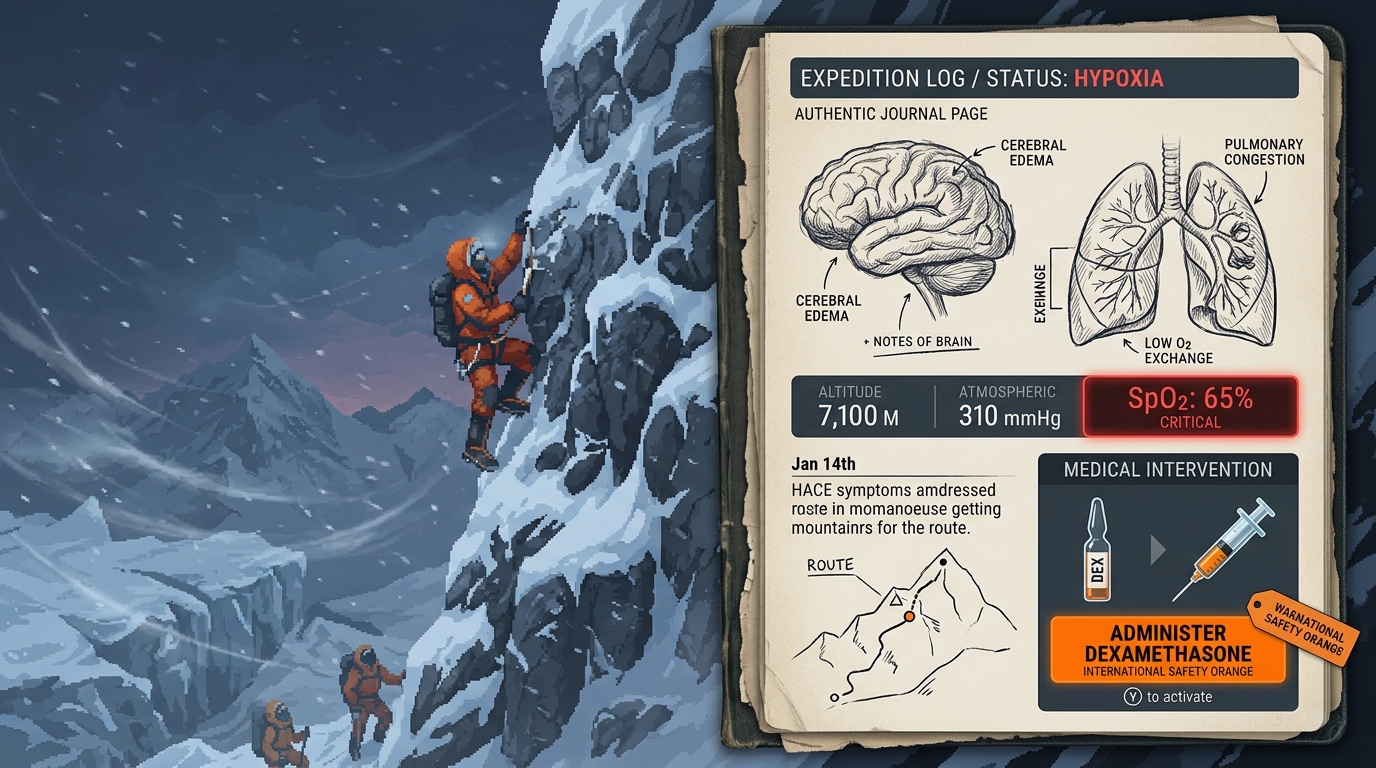 EXPEDITION LOG / STATUS: HYPOXIA
AUTHENTIC JOURNAL PAGE
CEREBRAL
EDEMA
PULMONARY
CONGESTION
CEREBRAL
EDEMA
+ NOTES OF BRAIN
LOW O₂
EXCHANGE
ALTITUDE
7,100 M
ATMOSPHERIC
310 mmHg
SpO₂: 65%
CRITICAL
Jan 14th
HACE symptoms amdressed
roste in momanoeuse getting
mountainrs for the route.
ROUTE
MEDICAL INTERVENTION
DEX
ADMINISTER
DEXAMETHASONE
INTERNATIONAL SAFETY ORANGE
Y to activate
WARNATIONAL
SAFETY ORANGE